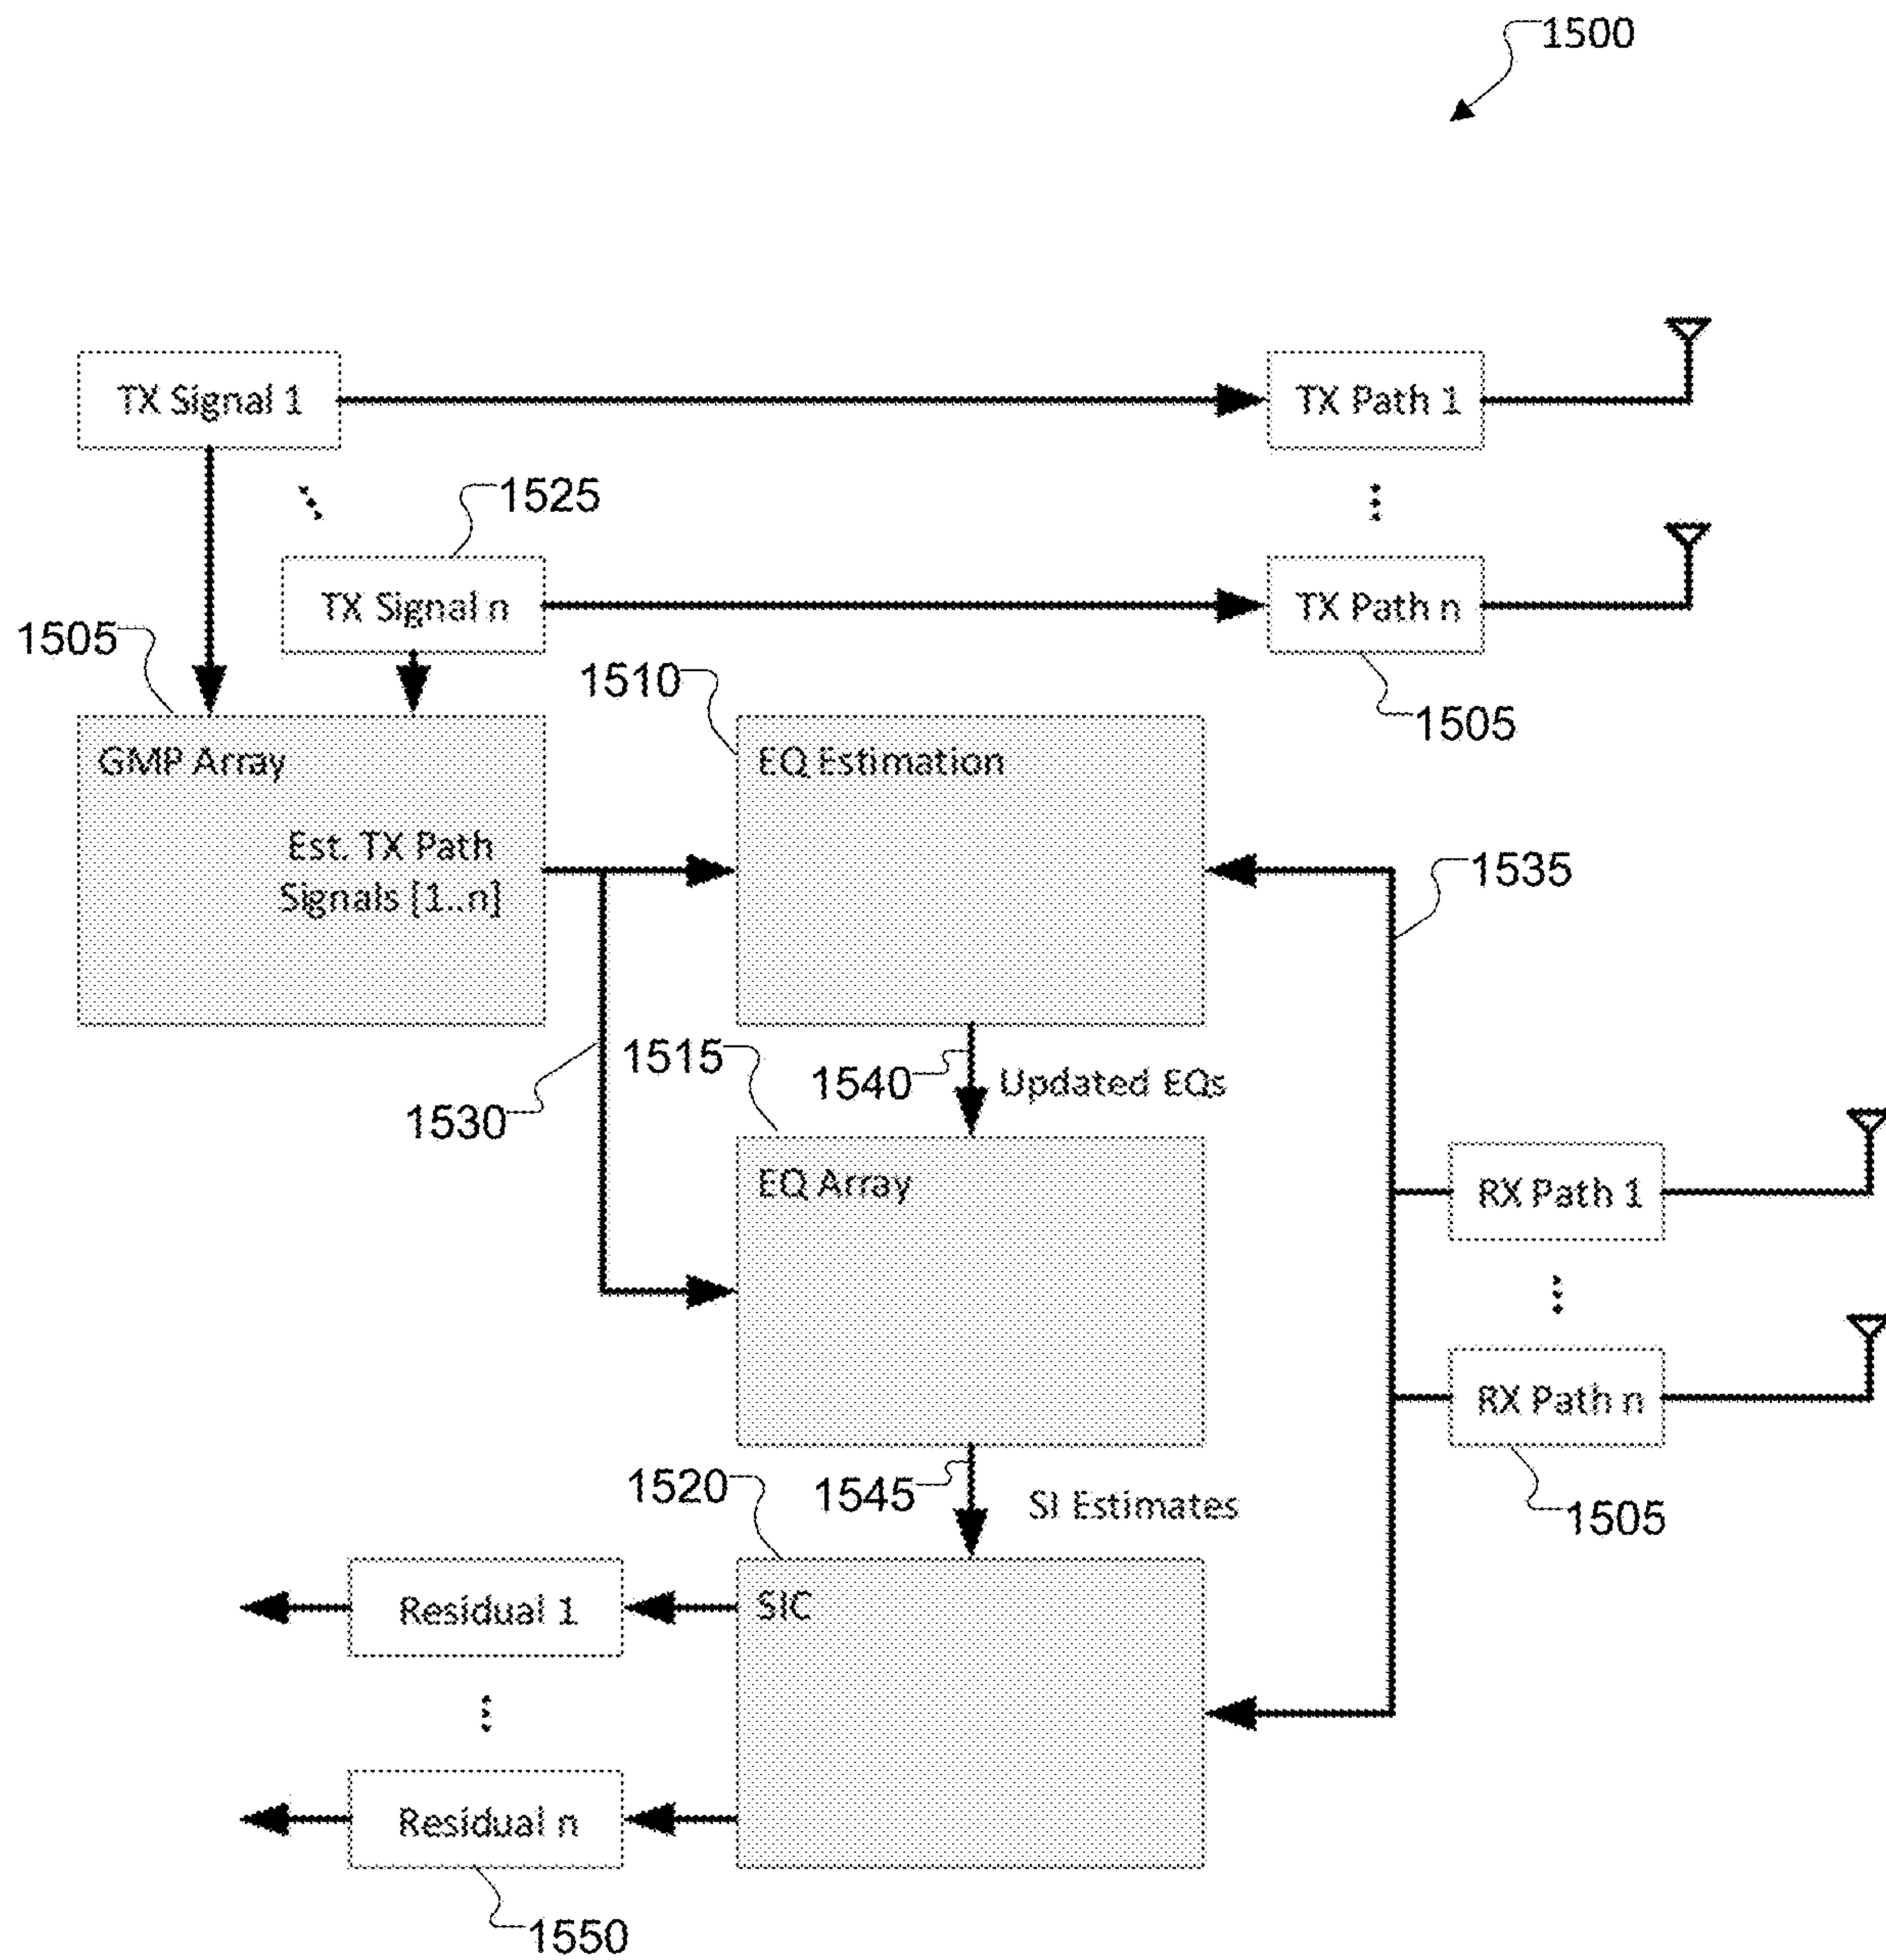 1500
TX Signal 1
TX Path 1
1525
TX Signal n
TX Path n
1505
1510
1505
GMP Array
Est. TX Path
Signals [1..n]
EQ Estimation
1535
1515
1540
Updated EQs
1530
EQ Array
RX Path 1
RX Path n
1520
1545
SI Estimates
1505
SIC
Residual 1
Residual n
1550